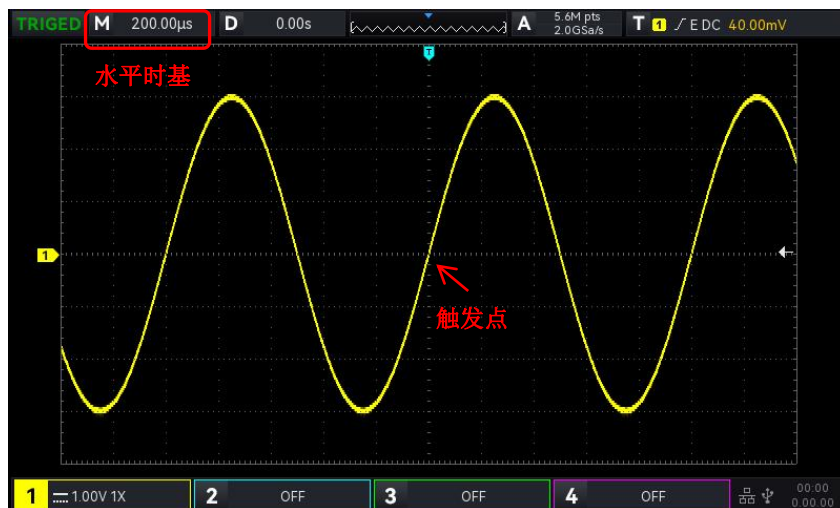 TRIGED M 200.00μs D 0.00s A 5.6M pts 2.0GSa/s T 1 E DC 40.00mV
水平时基
T
1
触发点
1 1.00V 1X 2 OFF 3 OFF 4 OFF 00:00
0.00.00